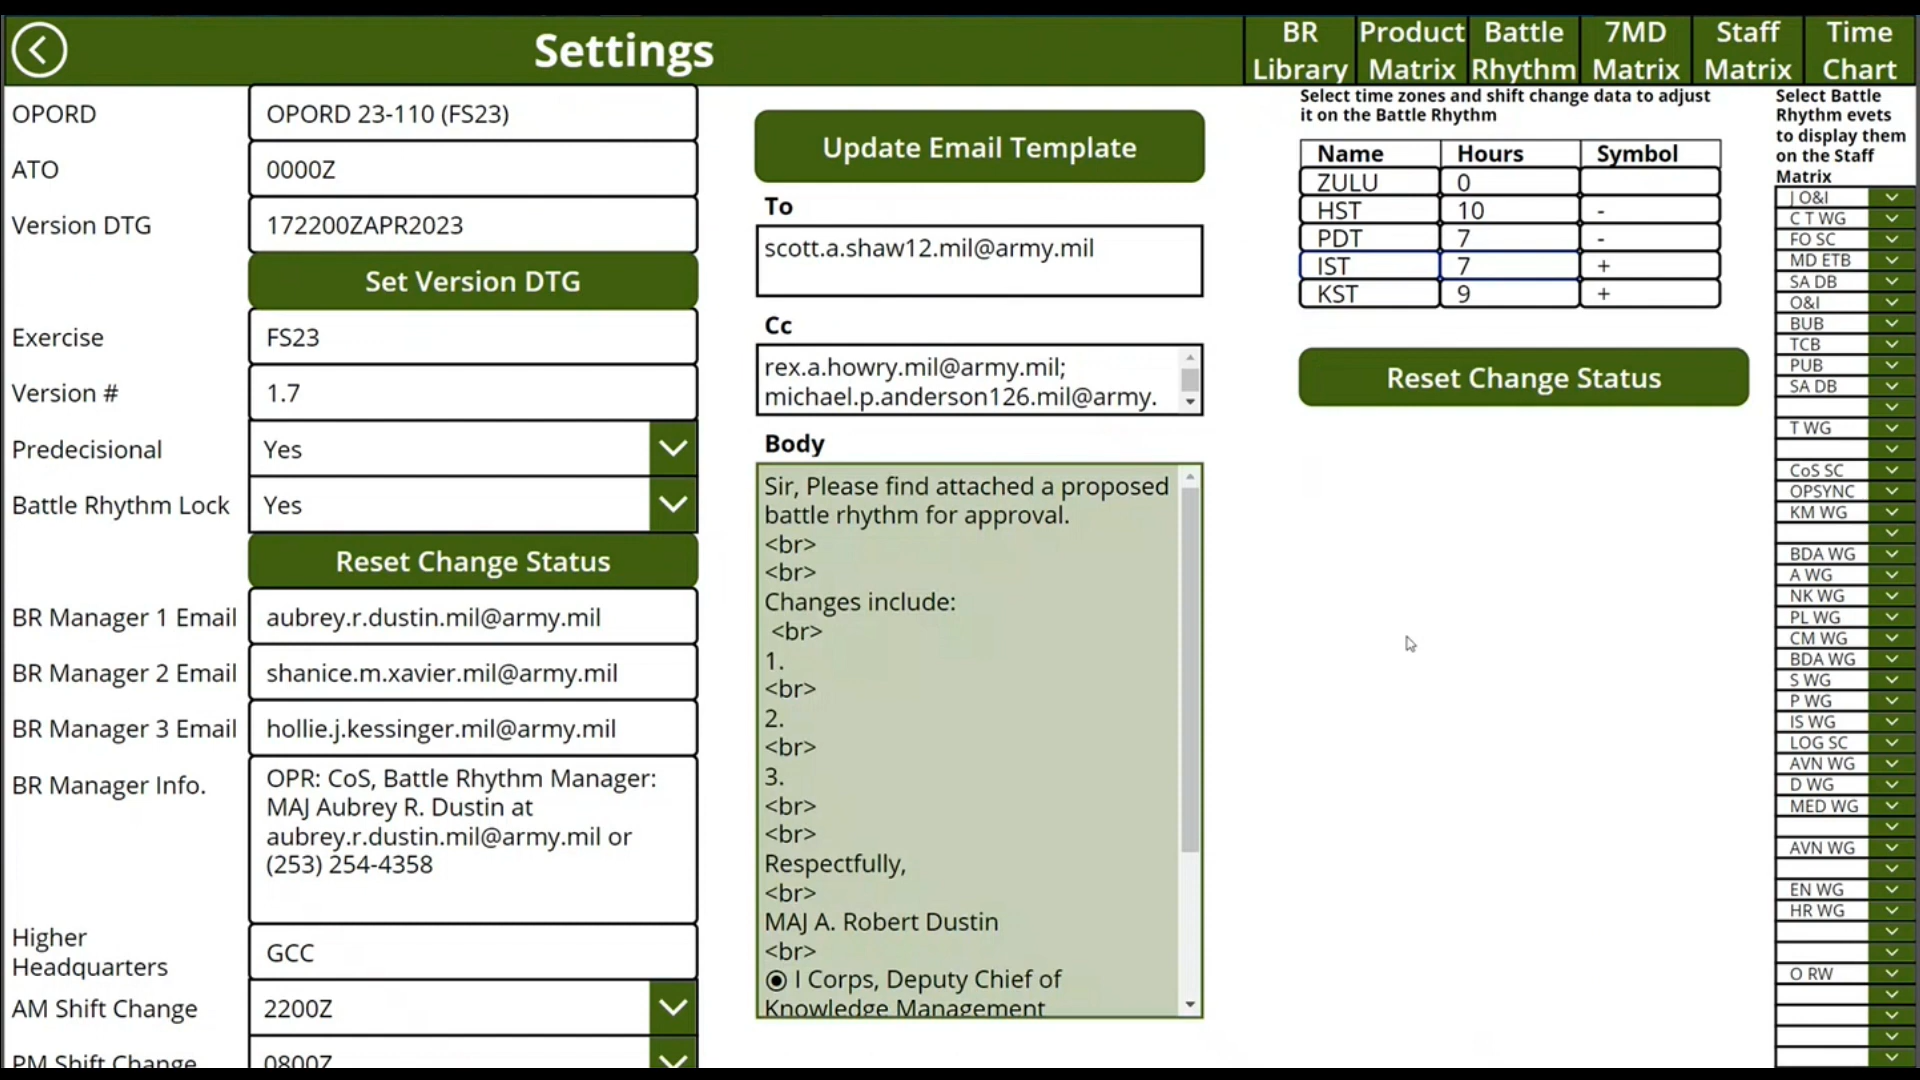 Settings
BR Library
Product Matrix
Battle Rhythm
7MD Matrix
Staff Matrix
Time Chart
OPORD
OPORD 23-110 (FS23)
ATO
0000Z
Version DTG
172200ZAPR2023
Set Version DTG
Exercise
FS23
Version #
1.7
Predecisional
Yes
Battle Rhythm Lock
Yes
Reset Change Status
BR Manager 1 Email
aubrey.r.dustin.mil@army.mil
BR Manager 2 Email
shanice.m.xavier.mil@army.mil
BR Manager 3 Email
hollie.j.kessinger.mil@army.mil
BR Manager Info.
OPR: CoS, Battle Rhythm Manager:
MAJ Aubrey R. Dustin at
aubrey.r.dustin.mil@army.mil or
(253) 254-4358
Higher
Headquarters
GCC
AM Shift Change
2200Z
PM Shift Change
0800Z
Update Email Template
To
scott.a.shaw12.mil@army.mil
Cc
rex.a.howry.mil@army.mil;
michael.p.anderson126.mil@army.
Body
Sir, Please find attached a proposed
battle rhythm for approval.
<br>
<br>
Changes include:
<br>
1.
<br>
2.
<br>
3.
<br>
<br>
Respectfully,
<br>
MAJ A. Robert Dustin
<br>
◉ I Corps, Deputy Chief of
Knowledge Management
Select time zones and shift change data to adjust
it on the Battle Rhythm
Name Hours Symbol
ZULU 0
HST 10 -
PDT 7 -
IST 7 +
KST 9 +
Reset Change Status
Select Battle
Rhythm evets
to display them
on the Staff
Matrix
J O&I
C T WG
FO SC
MD ETB
SA DB
O&I
BUB
TCB
PUB
SA DB
T WG
CoS SC
OPSYNC
KM WG
BDA WG
A WG
NK WG
PL WG
CM WG
BDA WG
S WG
P WG
IS WG
LOG SC
AVN WG
D WG
MED WG
AVN WG
EN WG
HR WG
O RW